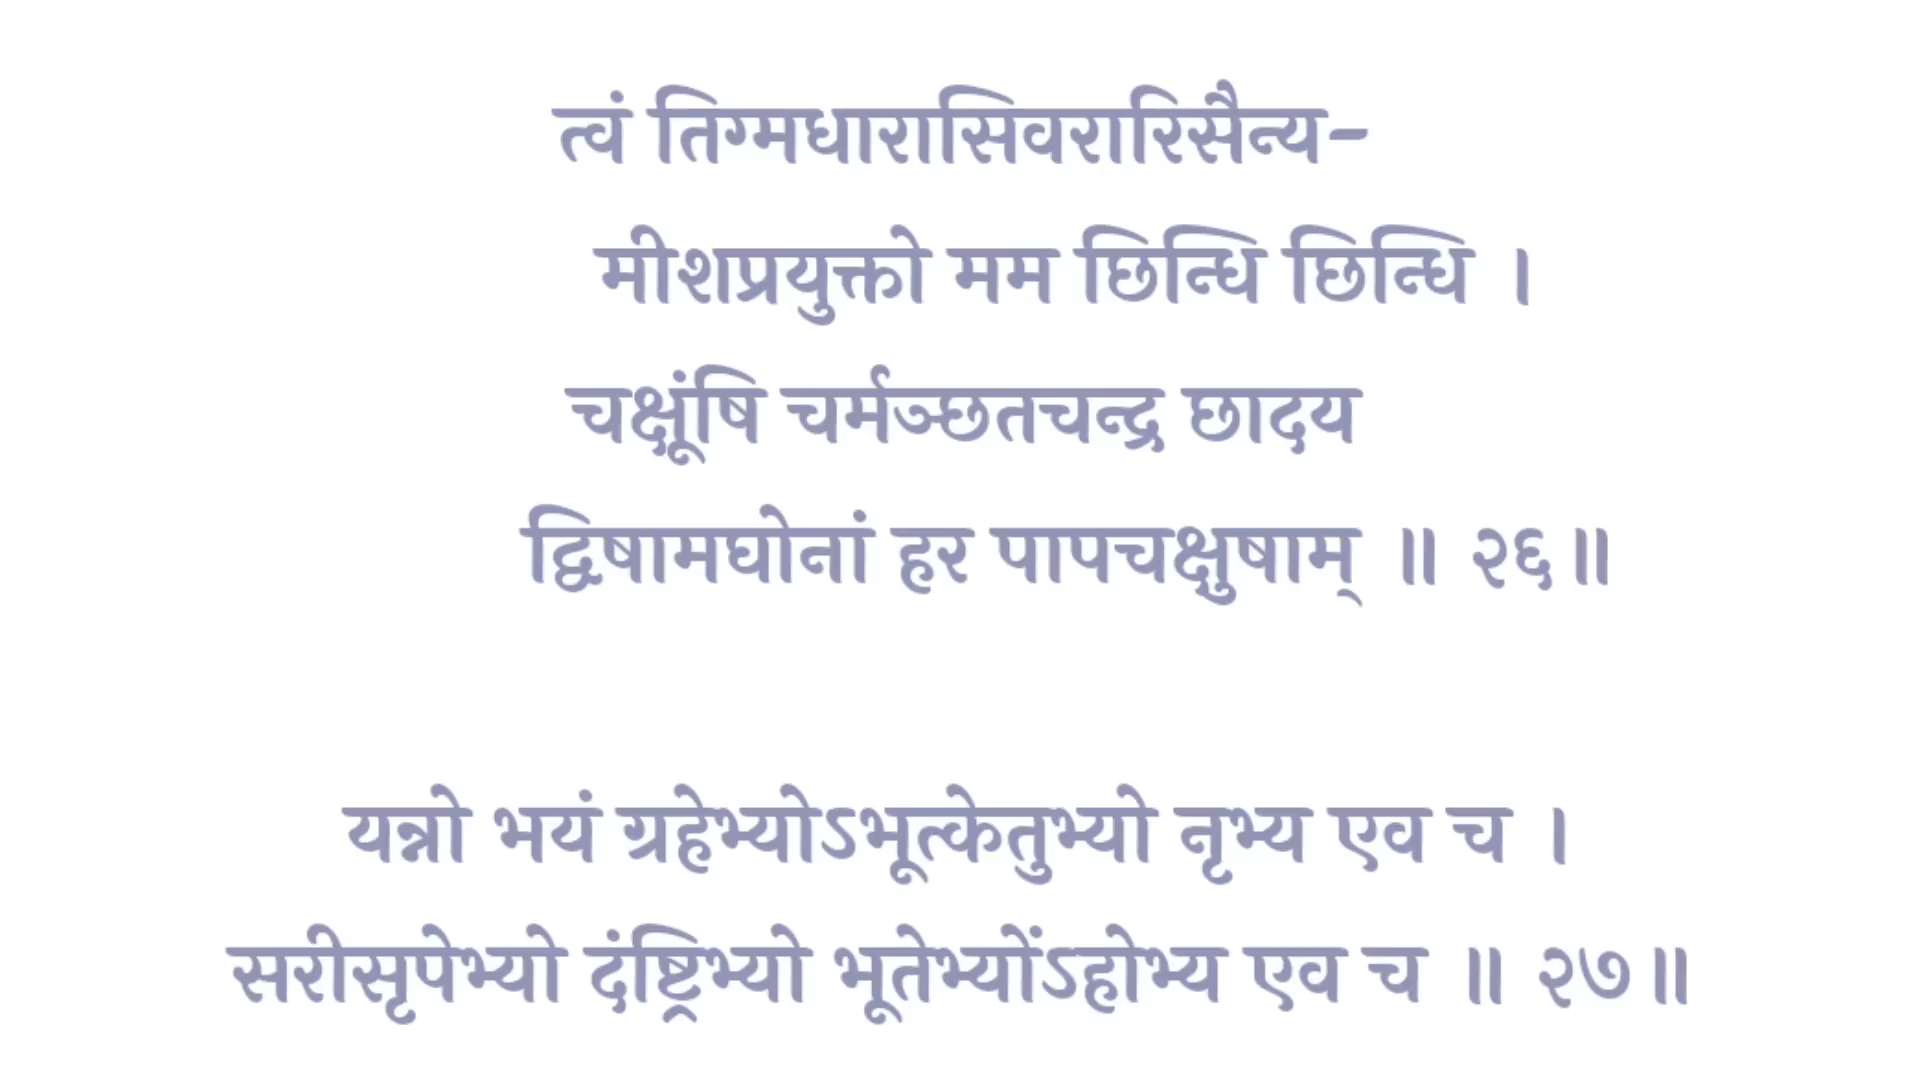 त्वं तिग्मधारासिवरारिसैन्य-
मीशप्रयुक्तो मम छिन्धि छिन्धि ।
चक्षूंषि चर्मञ्छतचन्द्र छादय
द्विषामघोनां हर पापचक्षुषाम् ॥ २६॥
यन्नो भयं ग्रहेभ्योऽभूत्केतुभ्यो नृभ्य एव च ।
सरीसृपेभ्यो दंष्ट्रिभ्यो भूतेभ्योंऽहोभ्य एव च ॥ २७॥